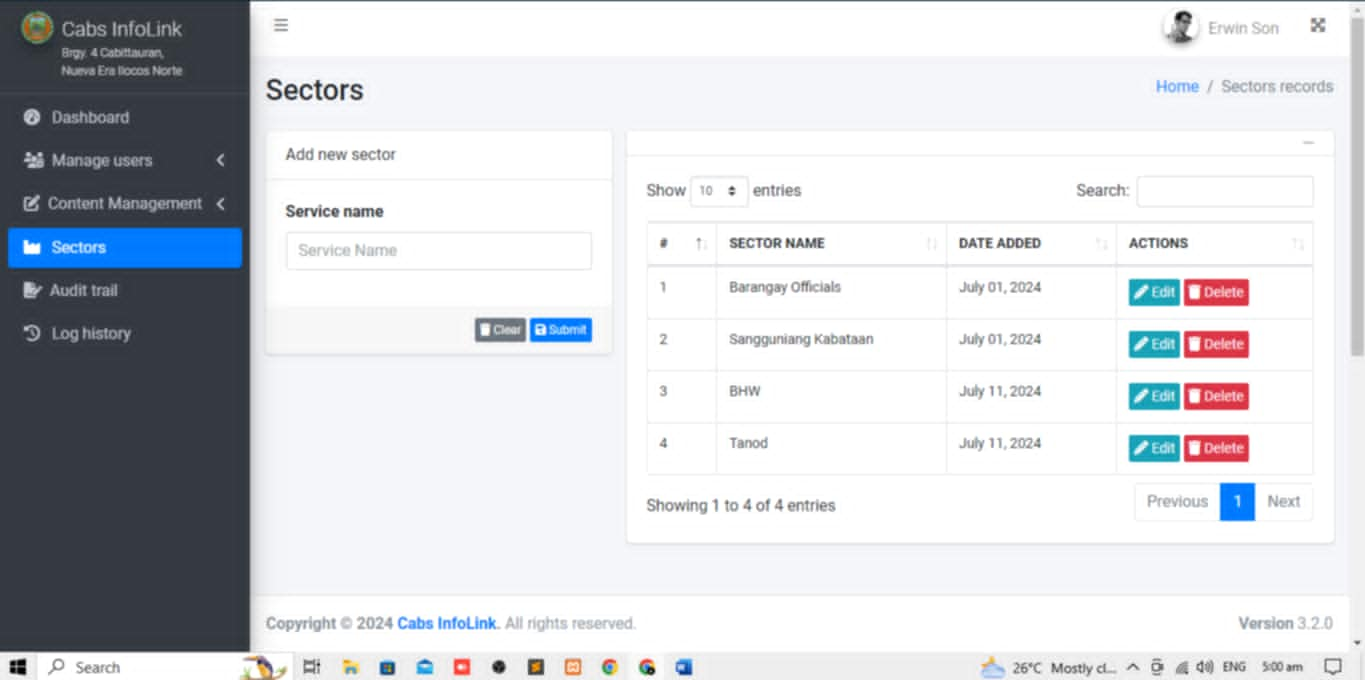 Cabs InfoLink
Brgy. 4 Cabittauran,
Nueva Era Ilocos Norte
Erwin Son
Dashboard
Manage users
Content Management
Sectors
Audit trail
Log history
Sectors
Home / Sectors records
Add new sector
Service name
Service Name
Clear Submit
Show 10 entries Search:
# SECTOR NAME DATE ADDED ACTIONS
1 Barangay Officials July 01, 2024 Edit Delete
2 Sangguniang Kabataan July 01, 2024 Edit Delete
3 BHW July 11, 2024 Edit Delete
4 Tanod July 11, 2024 Edit Delete
Showing 1 to 4 of 4 entries Previous 1 Next
Copyright © 2024 Cabs InfoLink. All rights reserved. Version 3.2.0
Search 26°C Mostly cl... ENG 5:00 am